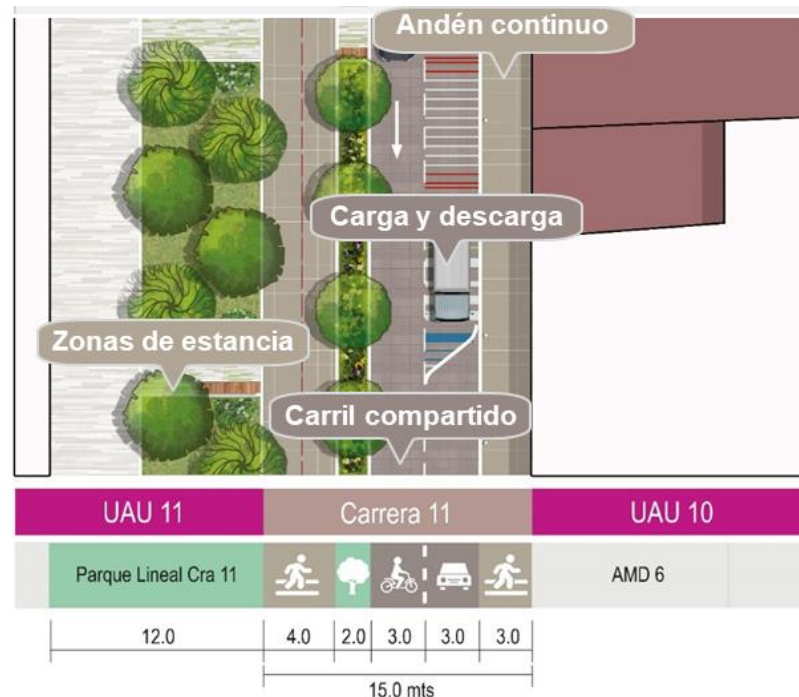 Andén continuo
Carga y descarga
Zonas de estancia
Carril compartido
UAU 11
Carrera 11
UAU 10
Parque Lineal Cra 11
AMD 6
12.0
4.0
2.0
3.0
3.0
3.0
15.0 mts